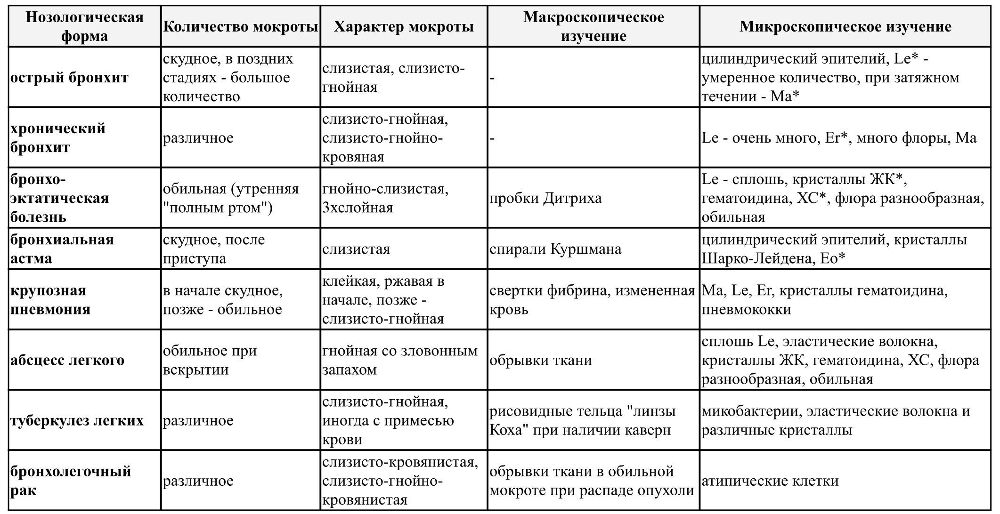 Нозологическая
форма
Количество мокроты
Характер мокроты
Макроскопическое
изучение
Микроскопическое изучение
острый бронхит
скудное, в поздних
стадиях - большое
количество
слизистая, слизисто-
гнойная
-
цилиндрический эпителий, Le* -
умеренное количество, при затяжном
течении - Ma*
хронический
бронхит
различное
слизисто-гнойная,
слизисто-гнойно-
кровяная
-
Le - очень много, Er*, много флоры, Ma
бронхо-
эктатическая
болезнь
обильная (утренняя
"полным ртом")
гнойно-слизистая,
3хслойная
пробки Дитриха
Le - сплошь, кристаллы ЖК*,
гематоидина, ХС*, флора разнообразная,
обильная
бронхиальная
астма
скудное, после
приступа
слизистая
спирали Куршмана
цилиндрический эпителий, кристаллы
Шарко-Лейдена, Eo*
крупозная
пневмония
в начале скудное,
позже - обильное
клейкая, ржавая в
начале, позже -
слизисто-гнойная
свертки фибрина, измененная
кровь
Ma, Le, Er, кристаллы гематоидина,
пневмококки
абсцесс легкого
обильное при
вскрытии
гнойная со зловонным
запахом
обрывки ткани
сплошь Le, эластические волокна,
кристаллы ЖК, гематоидина, ХС, флора
разнообразная, обильная
туберкулез легких
различное
слизисто-гнойная,
иногда с примесью
крови
рисовидные тельца "линзы
Коха" при наличии каверн
микобактерии, эластические волокна и
различные кристаллы
бронхолегочный
рак
различное
слизисто-кровянистая,
слизисто-гнойно-
кровянистая
обрывки ткани в обильной
мокроте при распаде опухоли
атипические клетки